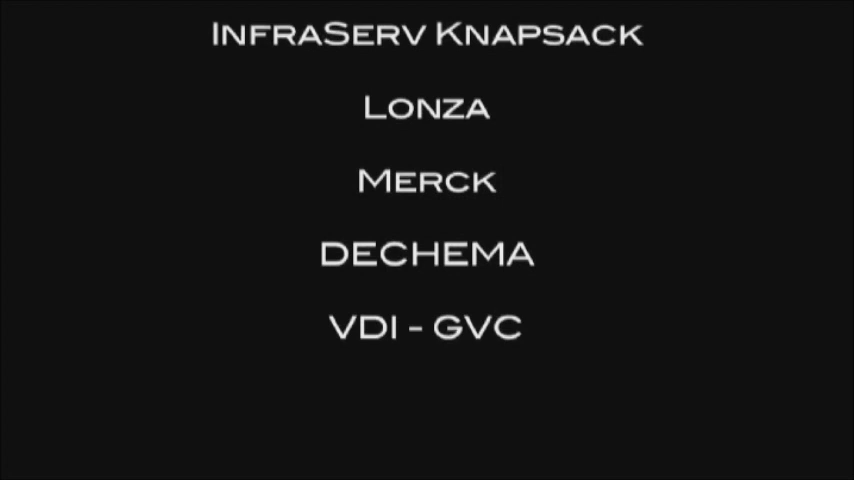 InfraServ Knapsack
Lonza
Merck
DECHEMA
VDI - GVC